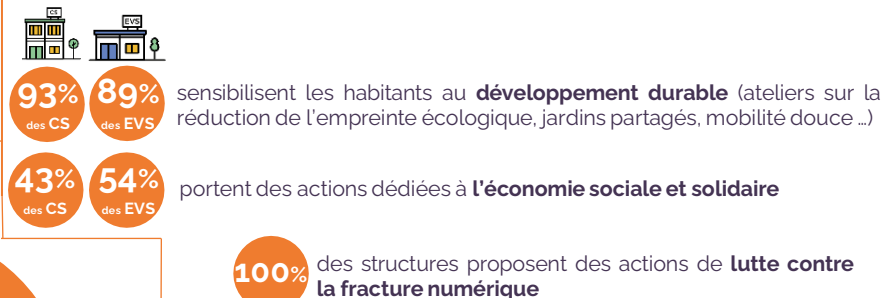 CS
EVS
93%
des CS
89%
des EVS
sensibilisent les habitants au développement durable (ateliers sur la
réduction de l'empreinte écologique, jardins partagés, mobilité douce …)
43%
des CS
54%
des EVS
portent des actions dédiées à l'économie sociale et solidaire
100%
des structures proposent des actions de lutte contre
la fracture numérique